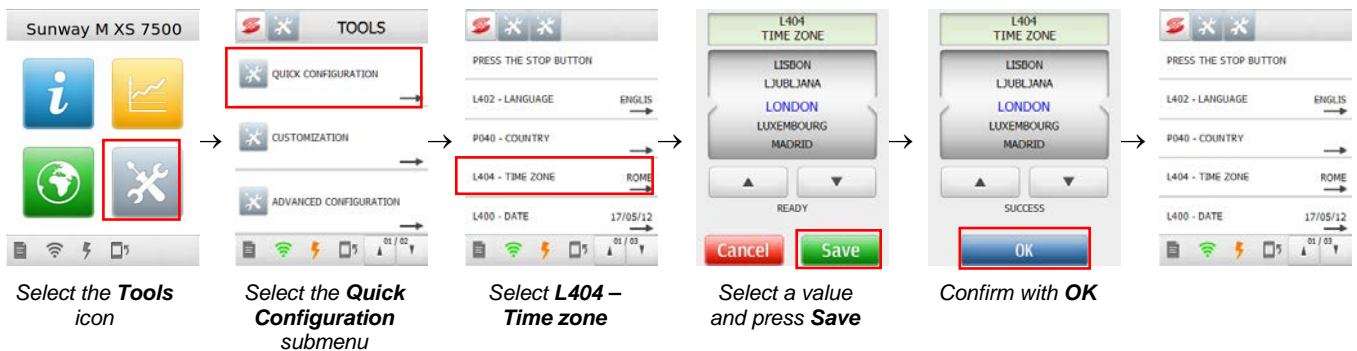 Sunway M XS 7500
TOOLS
QUICK CONFIGURATION
CUSTOMIZATION
ADVANCED CONFIGURATION
01 / 02
PRESS THE STOP BUTTON
L402 - LANGUAGE ENGLIS
P040 - COUNTRY
L404 - TIME ZONE ROME
L400 - DATE 17/05/12
01 / 03
L404
TIME ZONE
LISBON
LJUBLJANA
LONDON
LUXEMBOURG
MADRID
READY
Cancel Save
L404
TIME ZONE
LISBON
LJUBLJANA
LONDON
LUXEMBOURG
MADRID
SUCCESS
OK
PRESS THE STOP BUTTON
L402 - LANGUAGE ENGLIS
P040 - COUNTRY
L404 - TIME ZONE ROME
L400 - DATE 17/05/12
01 / 03
Select the Tools
icon
Select the Quick
Configuration
submenu
Select L404 –
Time zone
Select a value
and press Save
Confirm with OK